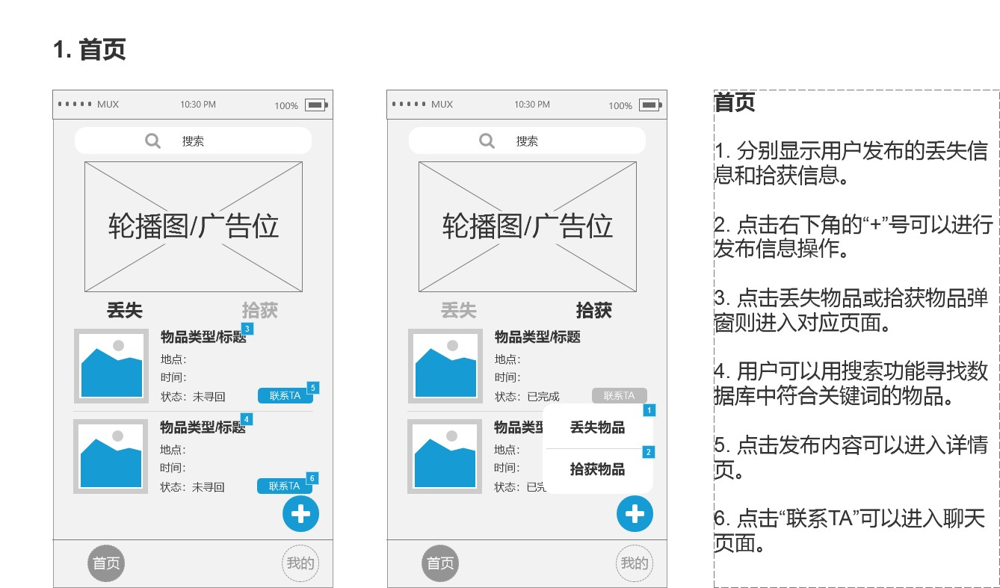 1. 首页
MUX 10:30 PM 100%
搜索
轮播图/广告位
丢失 拾获
物品类型/标题 3
地点：
时间：
状态：未寻回 联系TA 5
物品类型/标题 4
地点：
时间：
状态：未寻回 联系TA 6
首页 我的
MUX 10:30 PM 100%
搜索
轮播图/广告位
丢失 拾获
物品类型/标题
地点：
时间：
状态：已完成 联系TA
1
物品类型 丢失物品
地点： 2
时间： 拾获物品
状态：已完
首页 我的
首页
1. 分别显示用户发布的丢失信
息和拾获信息。
2. 点击右下角的“+”号可以进行
发布信息操作。
3. 点击丢失物品或拾获物品弹
窗则进入对应页面。
4. 用户可以用搜索功能寻找数
据库中符合关键词的物品。
5. 点击发布内容可以进入详情
页。
6. 点击“联系TA”可以进入聊天
页面。